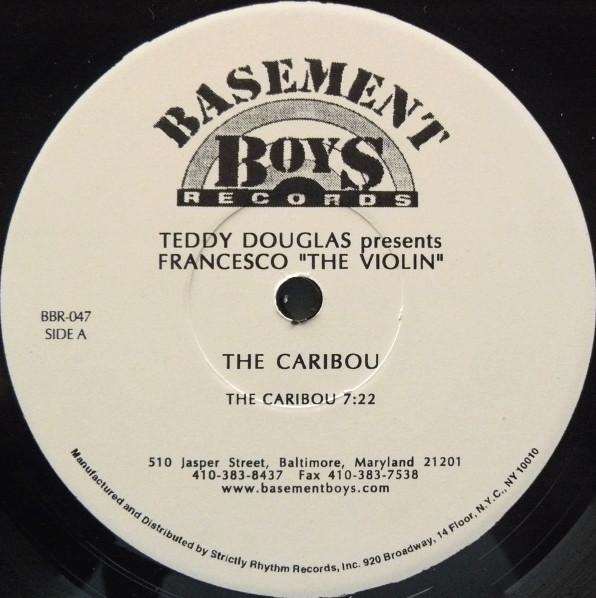 BASEMENT
BOYS
RECORDS
TEDDY DOUGLAS presents
FRANCESCO "THE VIOLIN"
BBR-047
SIDE A
THE CARIBOU
THE CARIBOU 7:22
510 Jasper Street, Baltimore, Maryland 21201
410-383-8437 Fax 410-383-7538
www.basementboys.com
Manufactured and Distributed by Strictly Rhythm Records, Inc. 920 Broadway, 14 Floor, N.Y.C., NY 10010